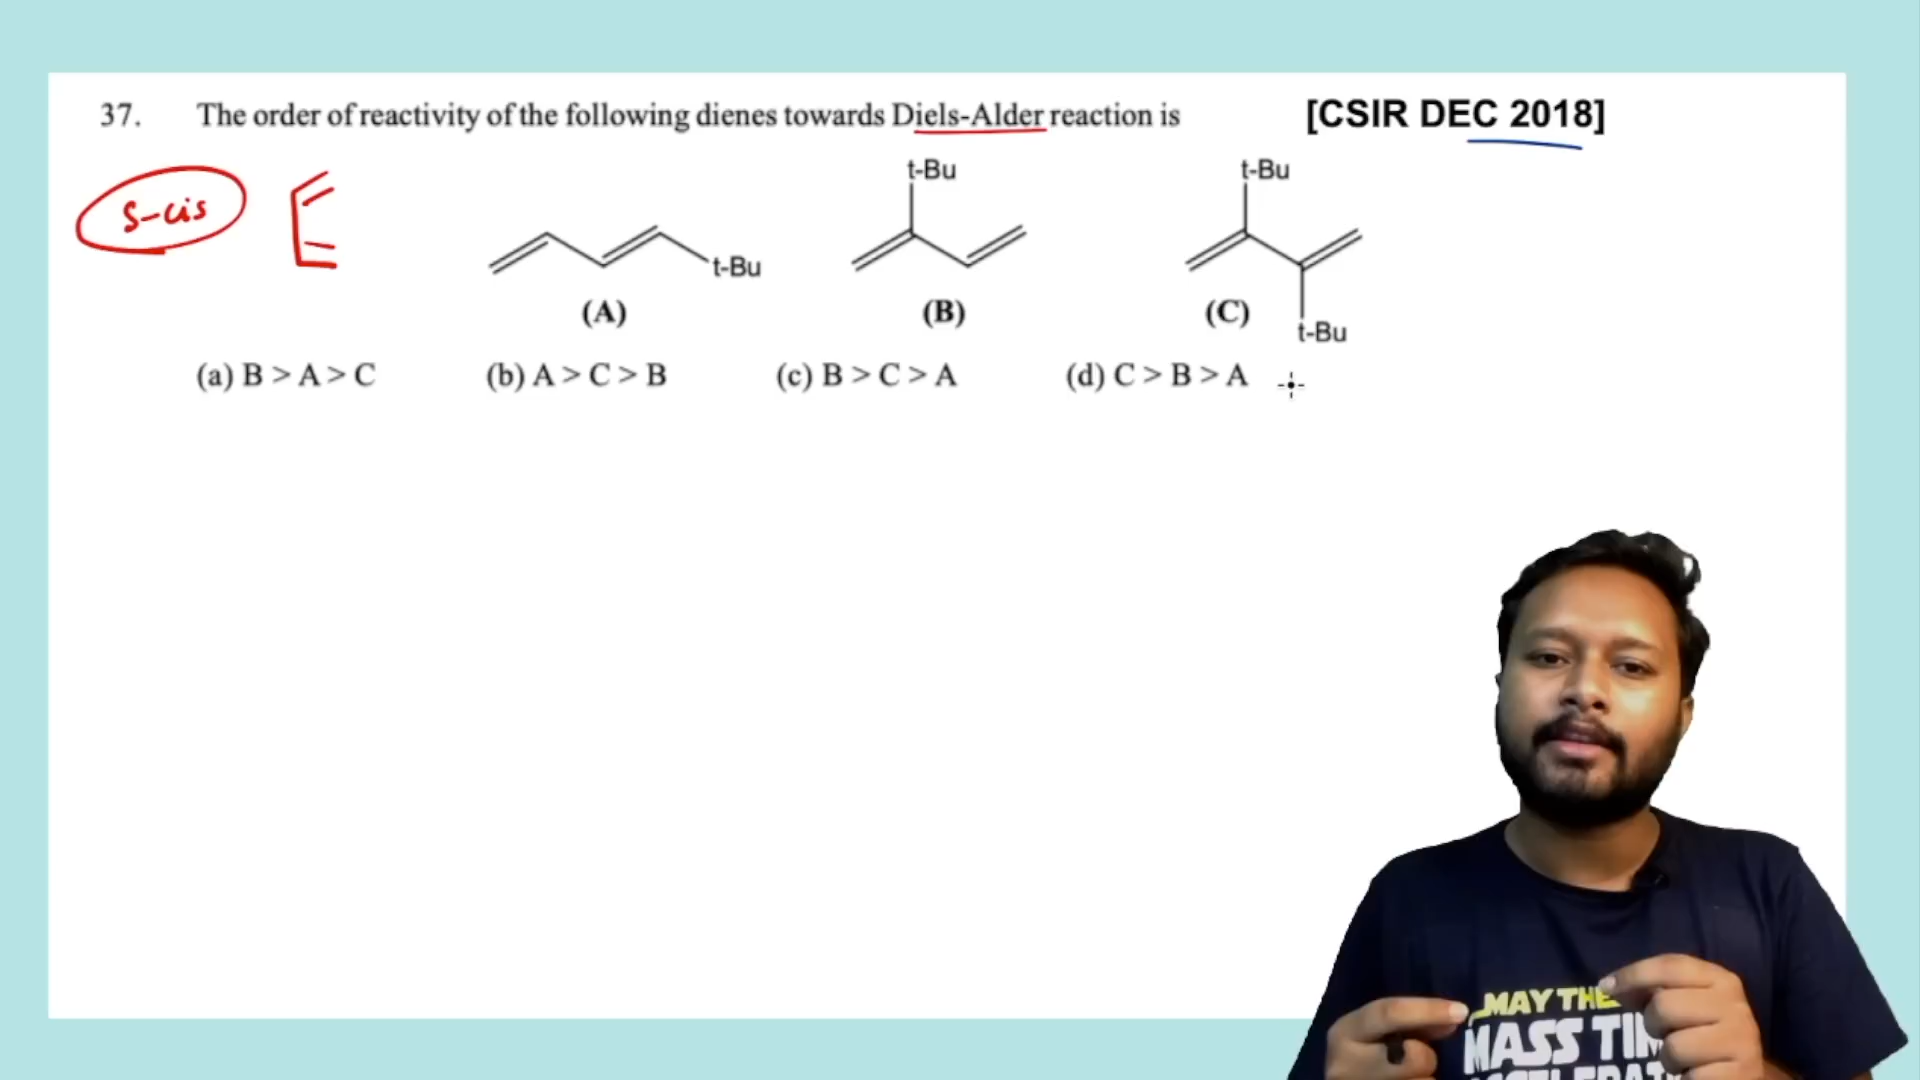 37. The order of reactivity of the following dienes towards Diels-Alder reaction is [CSIR DEC 2018]
s-cis
t-Bu
t-Bu
t-Bu
t-Bu
(A) (B) (C)
(a) B > A > C (b) A > C > B (c) B > C > A (d) C > B > A
MAY THE
MASS TIM